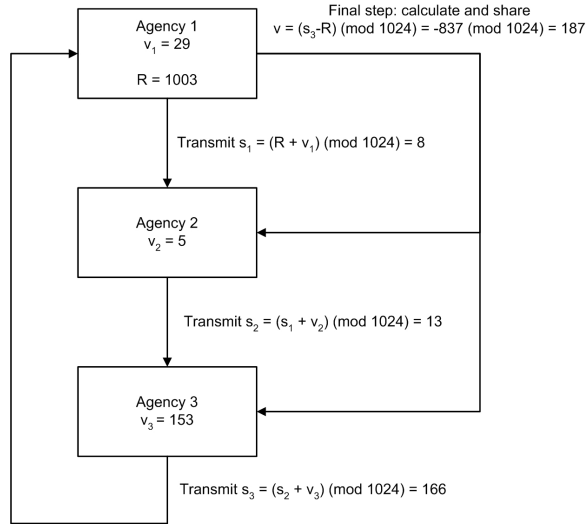 Final step: calculate and share
v = (s₃-R) (mod 1024) = -837 (mod 1024) = 187
Agency 1
v₁ = 29
R = 1003
Transmit s₁ = (R + v₁) (mod 1024) = 8
Agency 2
v₂ = 5
Transmit s₂ = (s₁ + v₂) (mod 1024) = 13
Agency 3
v₃ = 153
Transmit s₃ = (s₂ + v₃) (mod 1024) = 166